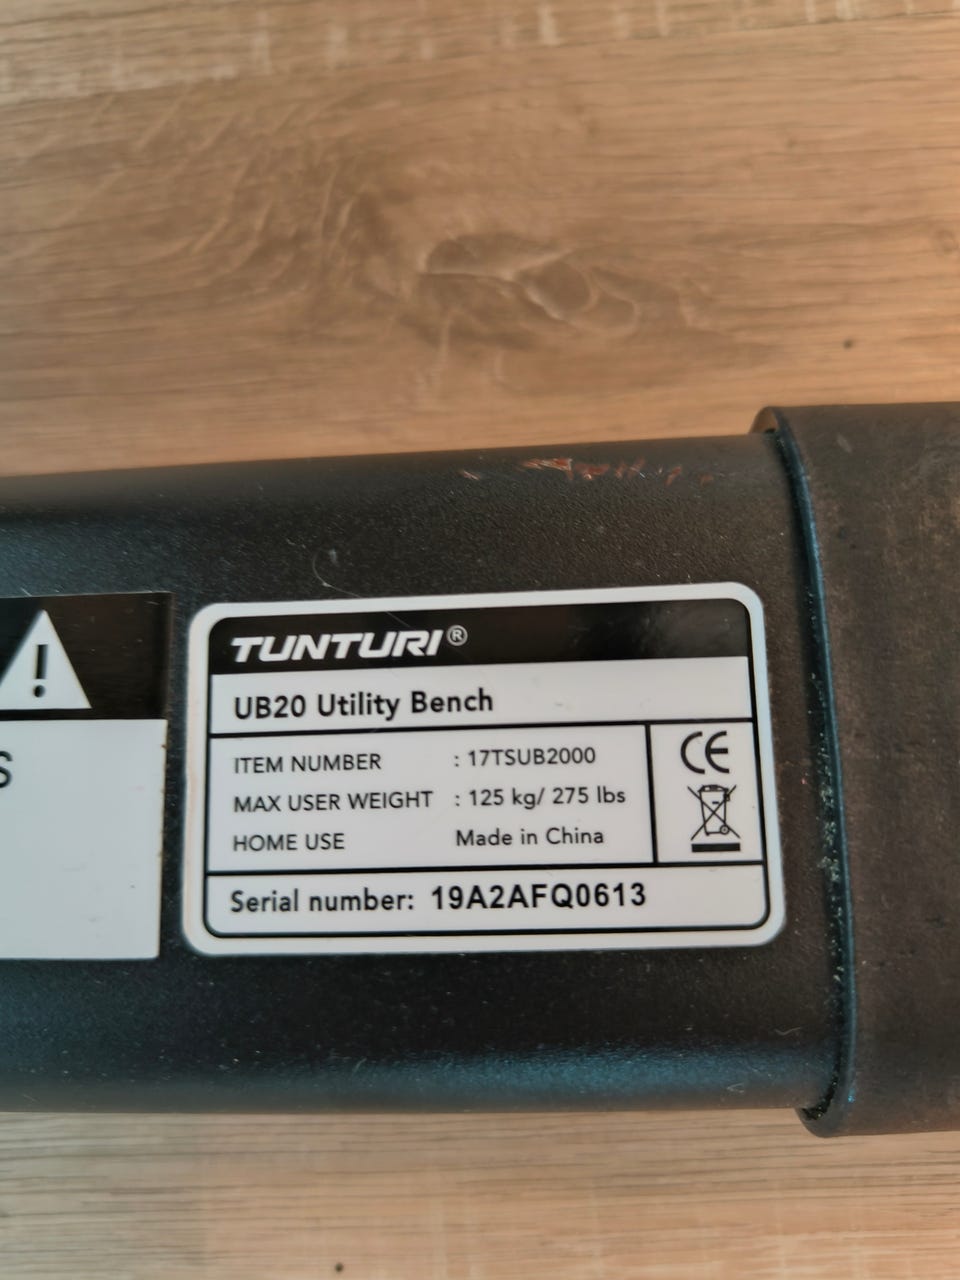 !
S
TUNTURI®
UB20 Utility Bench
ITEM NUMBER : 17TSUB2000
MAX USER WEIGHT : 125 kg/ 275 lbs
HOME USE Made in China
CE
Serial number: 19A2AFQ0613